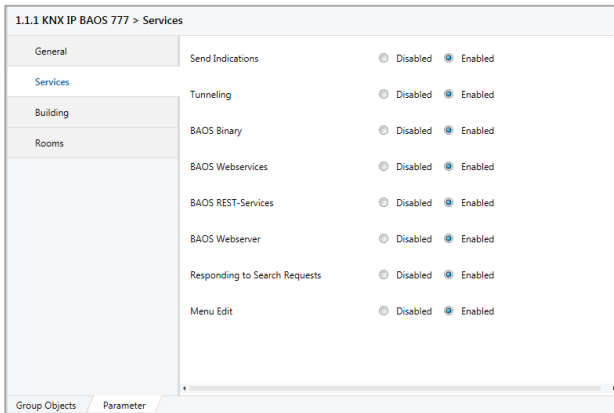 1.1.1 KNX IP BAOS 777 > Services
General
Services
Building
Rooms
Send Indications Disabled Enabled
Tunneling Disabled Enabled
BAOS Binary Disabled Enabled
BAOS Webservices Disabled Enabled
BAOS REST-Services Disabled Enabled
BAOS Webserver Disabled Enabled
Responding to Search Requests Disabled Enabled
Menu Edit Disabled Enabled
Group Objects Parameter